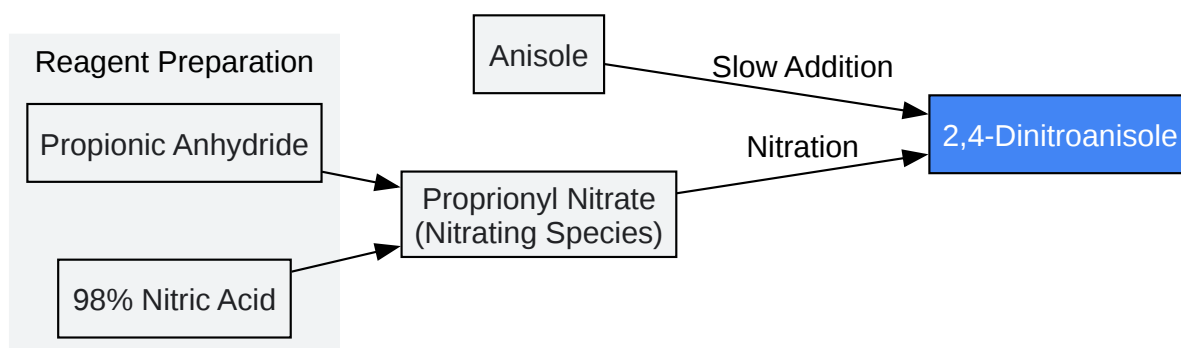 Reagent Preparation
Propionic Anhydride
98% Nitric Acid
Proprionyl Nitrate
(Nitrating Species)
Anisole
Slow Addition
Nitration
2,4-Dinitroanisole